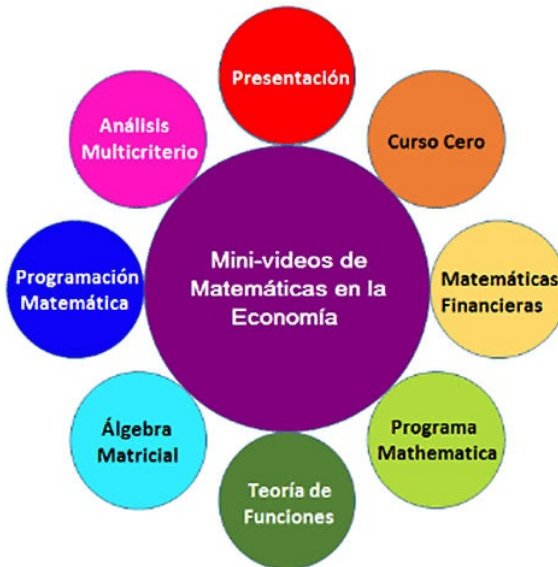 Presentación
Curso Cero
Matemáticas
Financieras
Programa
Mathematica
Teoría de
Funciones
Álgebra
Matricial
Programación
Matemática
Análisis
Multicriterio
Mini-videos de
Matemáticas en la
Economía